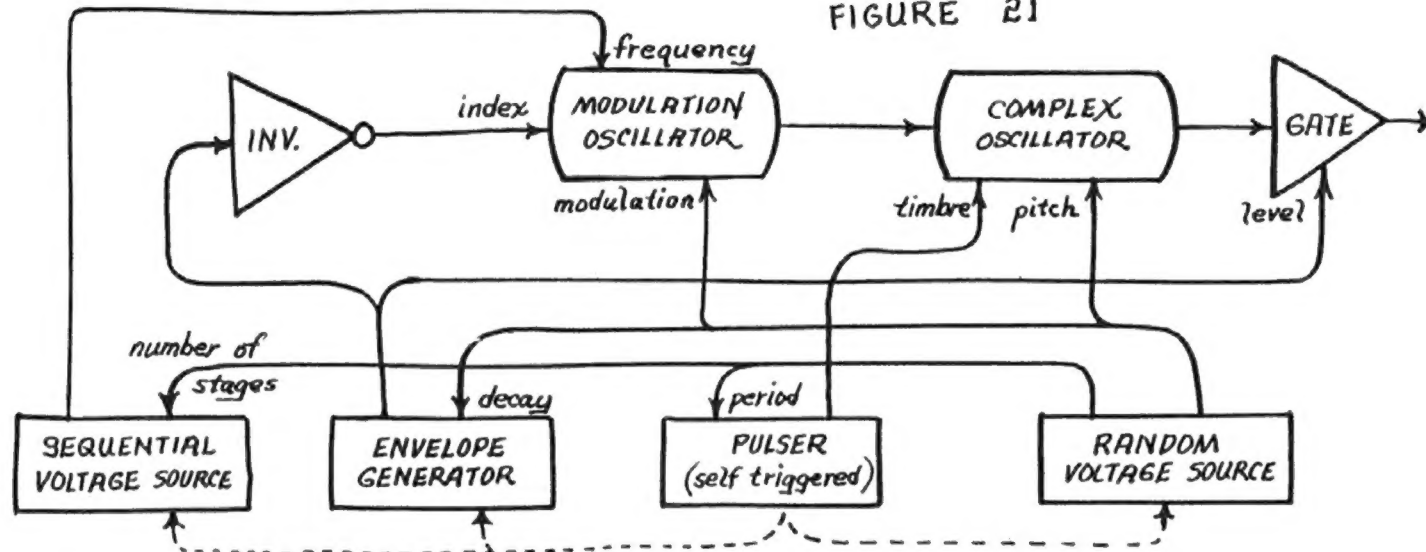 FIGURE 21
frequency
index
INV.
MODULATION
OSCILLATOR
COMPLEX
OSCILLATOR
GATE
modulation
timbre
pitch
level
number of
stages
decay
period
SEQUENTIAL
VOLTAGE SOURCE
ENVELOPE
GENERATOR
PULSER
(self triggered)
RANDOM
VOLTAGE SOURCE